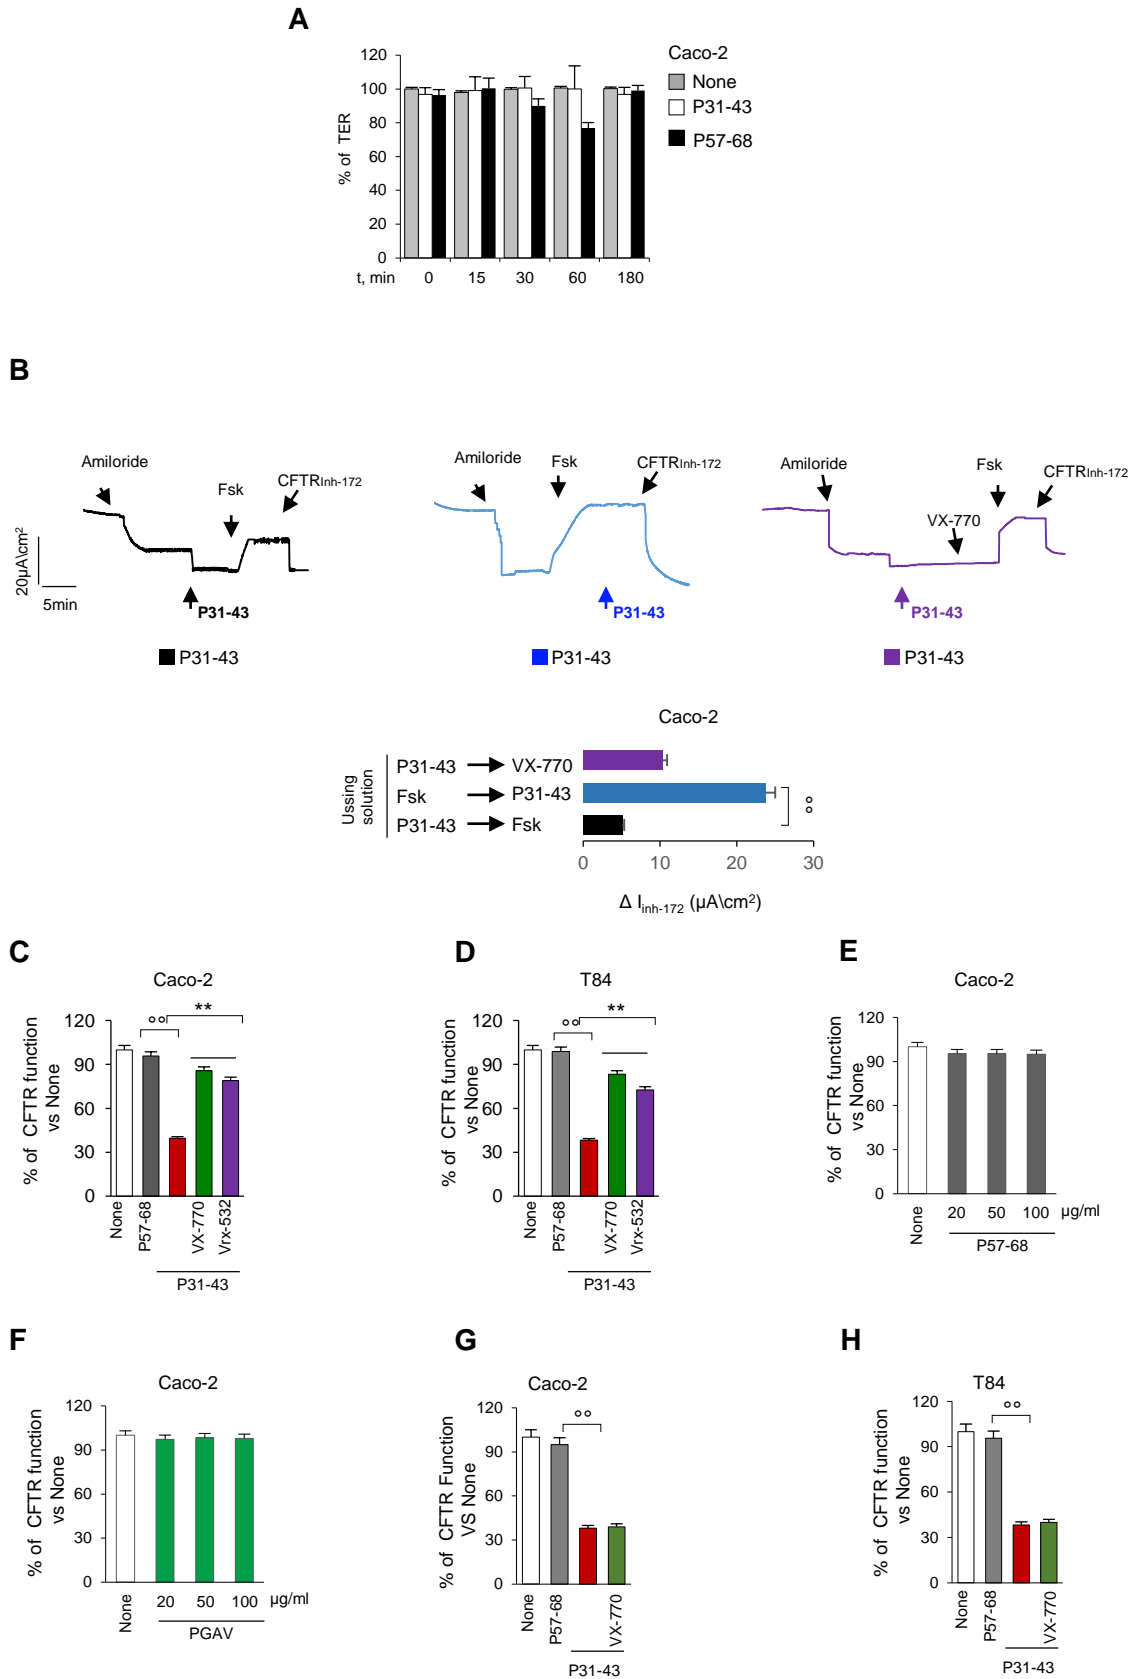 A
Caco-2
None
P31-43
P57-68
% of TER
120
100
80
60
40
20
0
t, min 0 15 30 60 180
B
Amiloride
Fsk
CFTRInh-172
P31-43
20µA\cm2
5min
P31-43
Amiloride
Fsk
CFTRInh-172
P31-43
P31-43
Amiloride
Fsk
CFTRInh-172
VX-770
P31-43
P31-43
Caco-2
Ussing
solution
P31-43 VX-770
Fsk P31-43
P31-43 Fsk
°°
0 10 20 30
Δ Iinh-172 (µA\cm2)
C
Caco-2
% of CFTR function
vs None
120
90
60
30
0
°° **
None
P57-68
VX-770
Vrx-532
P31-43
D
T84
% of CFTR function
vs None
120
90
60
30
0
°° **
None
P57-68
VX-770
Vrx-532
P31-43
E
Caco-2
% of CFTR function
vs None
120
90
60
30
0
None
20 50 100 µg/ml
P57-68
F
Caco-2
% of CFTR function
vs None
120
90
60
30
0
None
20 50 100 µg/ml
PGAV
G
Caco-2
% of CFTR Function
VS None
120
90
60
30
0
°°
None
P57-68
VX-770
P31-43
H
T84
% of CFTR function
vs None
120
90
60
30
0
°°
None
P57-68
VX-770
P31-43